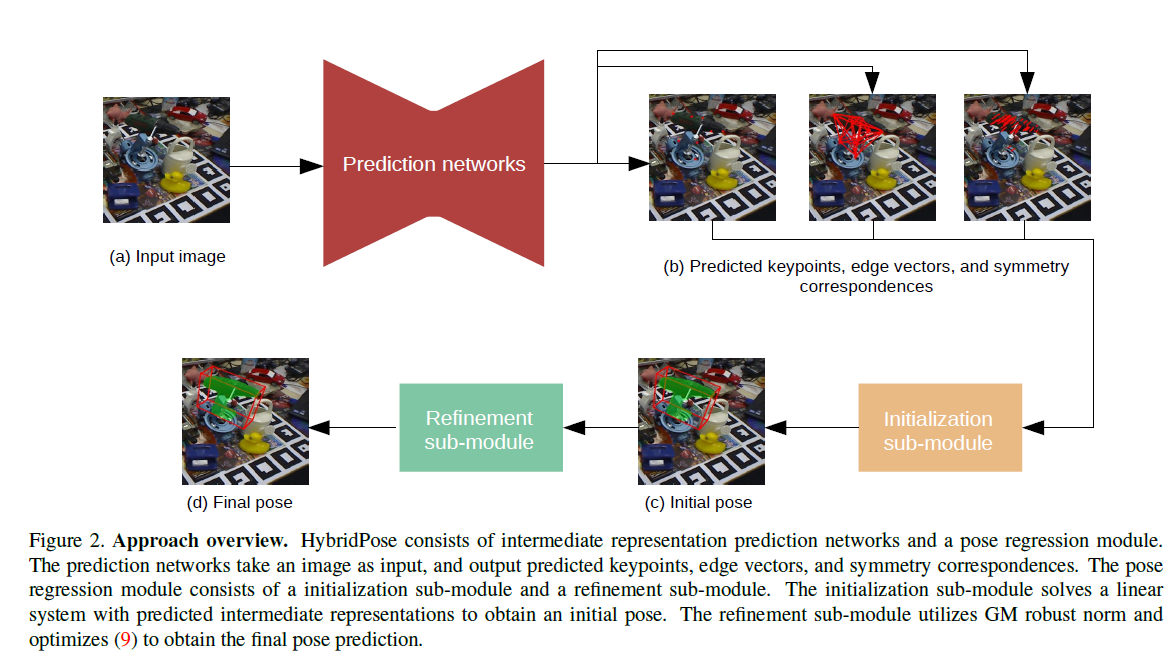 Prediction networks
(a) Input image
(b) Predicted keypoints, edge vectors, and symmetry
correspondences
Refinement
sub-module
Initialization
sub-module
(d) Final pose
(c) Initial pose
Figure 2. Approach overview. HybridPose consists of intermediate representation prediction networks and a pose regression module.
The prediction networks take an image as input, and output predicted keypoints, edge vectors, and symmetry correspondences. The pose
regression module consists of a initialization sub-module and a refinement sub-module. The initialization sub-module solves a linear
system with predicted intermediate representations to obtain an initial pose. The refinement sub-module utilizes GM robust norm and
optimizes (9) to obtain the final pose prediction.